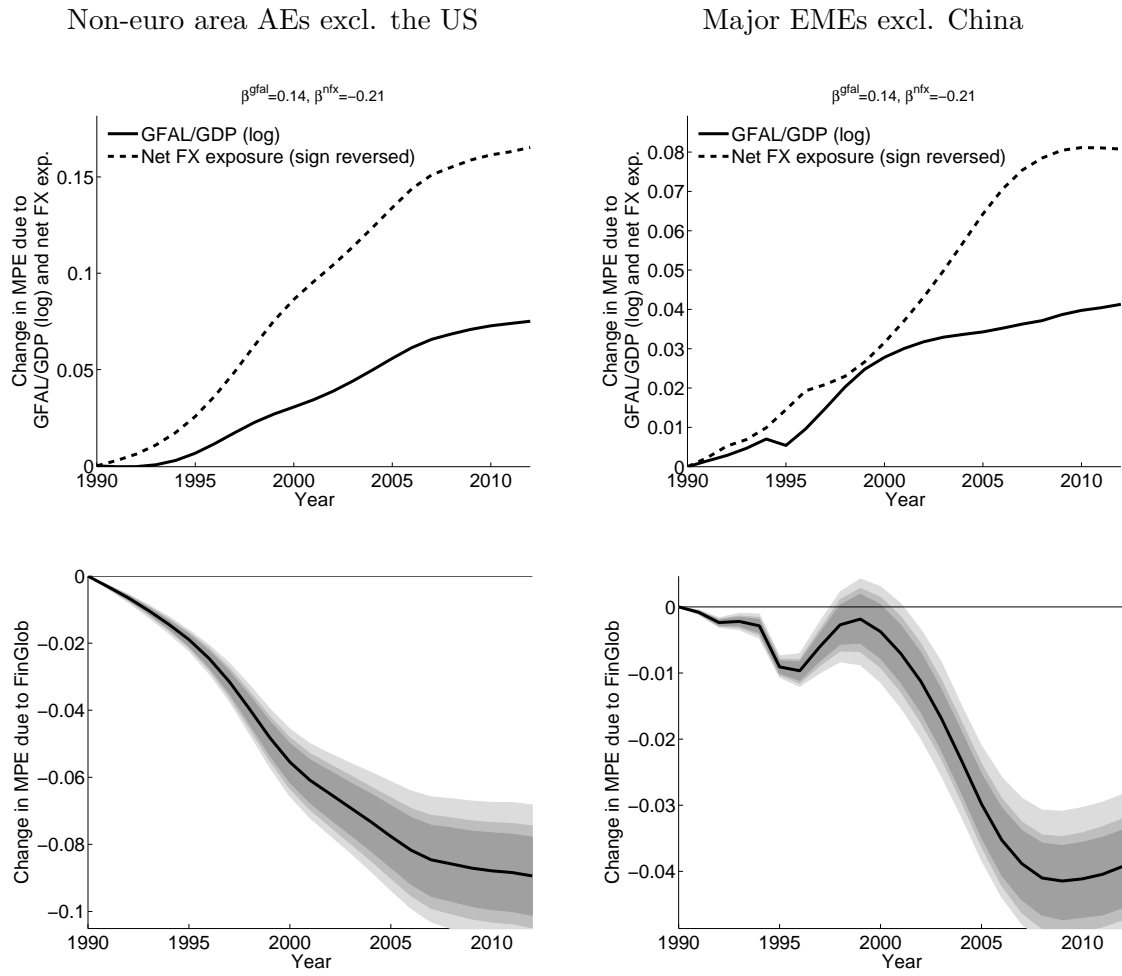 Non-euro area AEs excl. the US
Major EMEs excl. China
β^gfal=0.14, β^nfx=−0.21
GFAL/GDP (log)
Net FX exposure (sign reversed)
Change in MPE due to
GFAL/GDP (log) and net FX exp.
0.15
0.1
0.05
0
1990 1995 2000 2005 2010
Year
β^gfal=0.14, β^nfx=−0.21
GFAL/GDP (log)
Net FX exposure (sign reversed)
Change in MPE due to
GFAL/GDP (log) and net FX exp.
0.08
0.07
0.06
0.05
0.04
0.03
0.02
0.01
0
1990 1995 2000 2005 2010
Year
Change in MPE due to FinGlob
0
−0.02
−0.04
−0.06
−0.08
−0.1
1990 1995 2000 2005 2010
Year
Change in MPE due to FinGlob
0
−0.01
−0.02
−0.03
−0.04
1990 1995 2000 2005 2010
Year